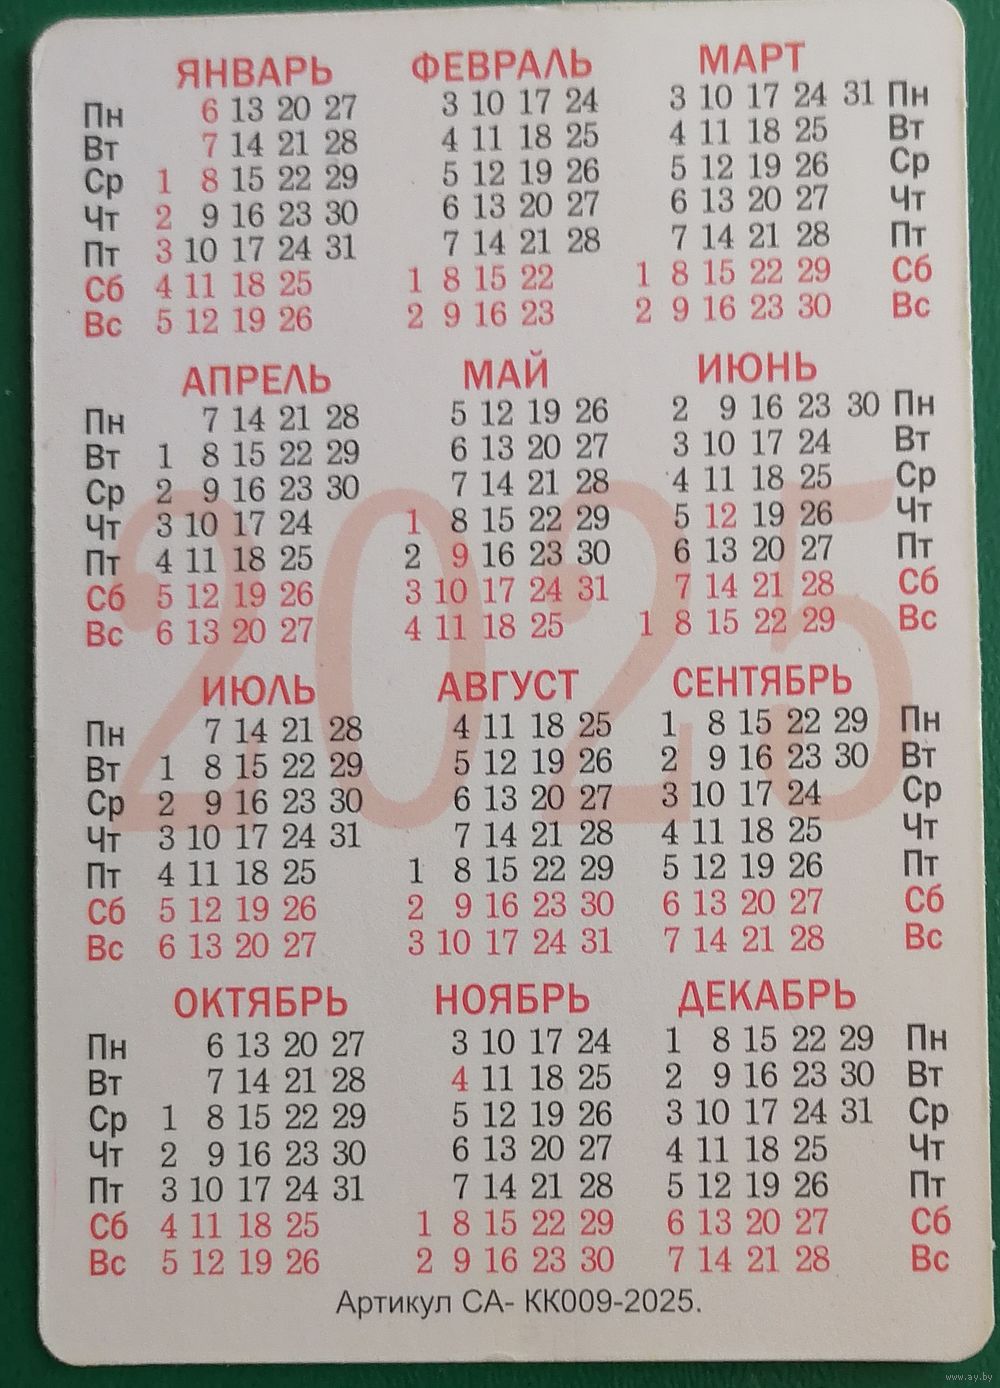 ЯНВАРЬ ФЕВРАЛЬ МАРТ
Пн 6 13 20 27 3 10 17 24 3 10 17 24 31 Пн
Вт 7 14 21 28 4 11 18 25 4 11 18 25 Вт
Ср 1 8 15 22 29 5 12 19 26 5 12 19 26 Ср
Чт 2 9 16 23 30 6 13 20 27 6 13 20 27 Чт
Пт 3 10 17 24 31 7 14 21 28 7 14 21 28 Пт
Сб 4 11 18 25 1 8 15 22 1 8 15 22 29 Сб
Вс 5 12 19 26 2 9 16 23 2 9 16 23 30 Вс
АПРЕЛЬ МАЙ ИЮНЬ
Пн 7 14 21 28 5 12 19 26 2 9 16 23 30 Пн
Вт 1 8 15 22 29 6 13 20 27 3 10 17 24 Вт
Ср 2 9 16 23 30 7 14 21 28 4 11 18 25 Ср
Чт 3 10 17 24 1 8 15 22 29 5 12 19 26 Чт
Пт 4 11 18 25 2 9 16 23 30 6 13 20 27 Пт
Сб 5 12 19 26 3 10 17 24 31 7 14 21 28 Сб
Вс 6 13 20 27 4 11 18 25 1 8 15 22 29 Вс
2025
ИЮЛЬ АВГУСТ СЕНТЯБРЬ
Пн 7 14 21 28 4 11 18 25 1 8 15 22 29 Пн
Вт 1 8 15 22 29 5 12 19 26 2 9 16 23 30 Вт
Ср 2 9 16 23 30 6 13 20 27 3 10 17 24 Ср
Чт 3 10 17 24 31 7 14 21 28 4 11 18 25 Чт
Пт 4 11 18 25 1 8 15 22 29 5 12 19 26 Пт
Сб 5 12 19 26 2 9 16 23 30 6 13 20 27 Сб
Вс 6 13 20 27 3 10 17 24 31 7 14 21 28 Вс
ОКТЯБРЬ НОЯБРЬ ДЕКАБРЬ
Пн 6 13 20 27 3 10 17 24 1 8 15 22 29 Пн
Вт 7 14 21 28 4 11 18 25 2 9 16 23 30 Вт
Ср 1 8 15 22 29 5 12 19 26 3 10 17 24 31 Ср
Чт 2 9 16 23 30 6 13 20 27 4 11 18 25 Чт
Пт 3 10 17 24 31 7 14 21 28 5 12 19 26 Пт
Сб 4 11 18 25 1 8 15 22 29 6 13 20 27 Сб
Вс 5 12 19 26 2 9 16 23 30 7 14 21 28 Вс
Артикул СА- КК009-2025.
www.ay.by